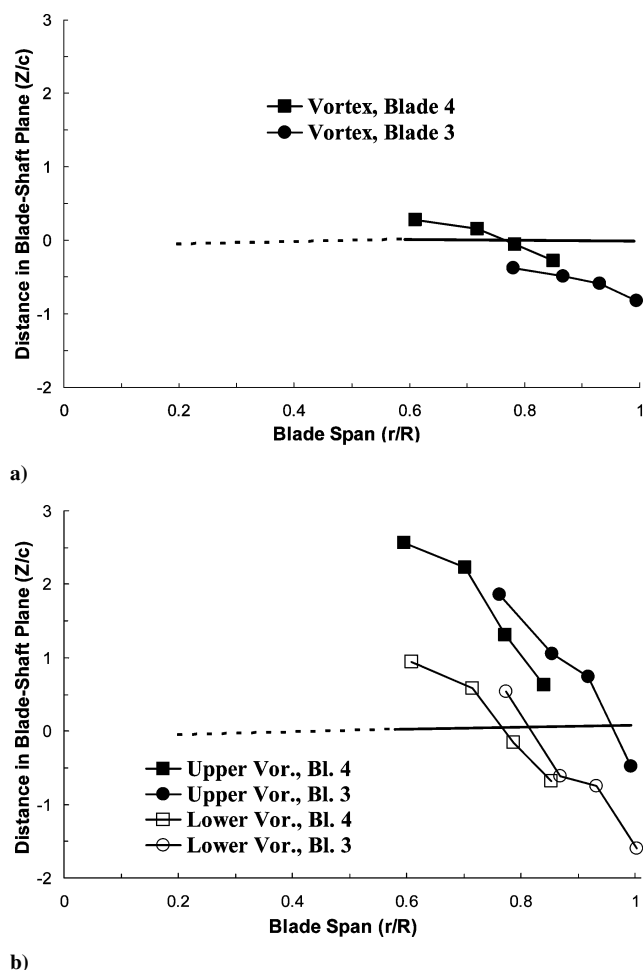 3
2
1
0
-1
-2
Distance in Blade-Shaft Plane (Z/c)
Vortex, Blade 4
Vortex, Blade 3
0
0.2
0.4
0.6
0.8
1
Blade Span (r/R)
a)
3
2
1
0
-1
-2
Distance in Blade-Shaft Plane (Z/c)
Upper Vor., Bl. 4
Upper Vor., Bl. 3
Lower Vor., Bl. 4
Lower Vor., Bl. 3
0
0.2
0.4
0.6
0.8
1
Blade Span (r/R)
b)